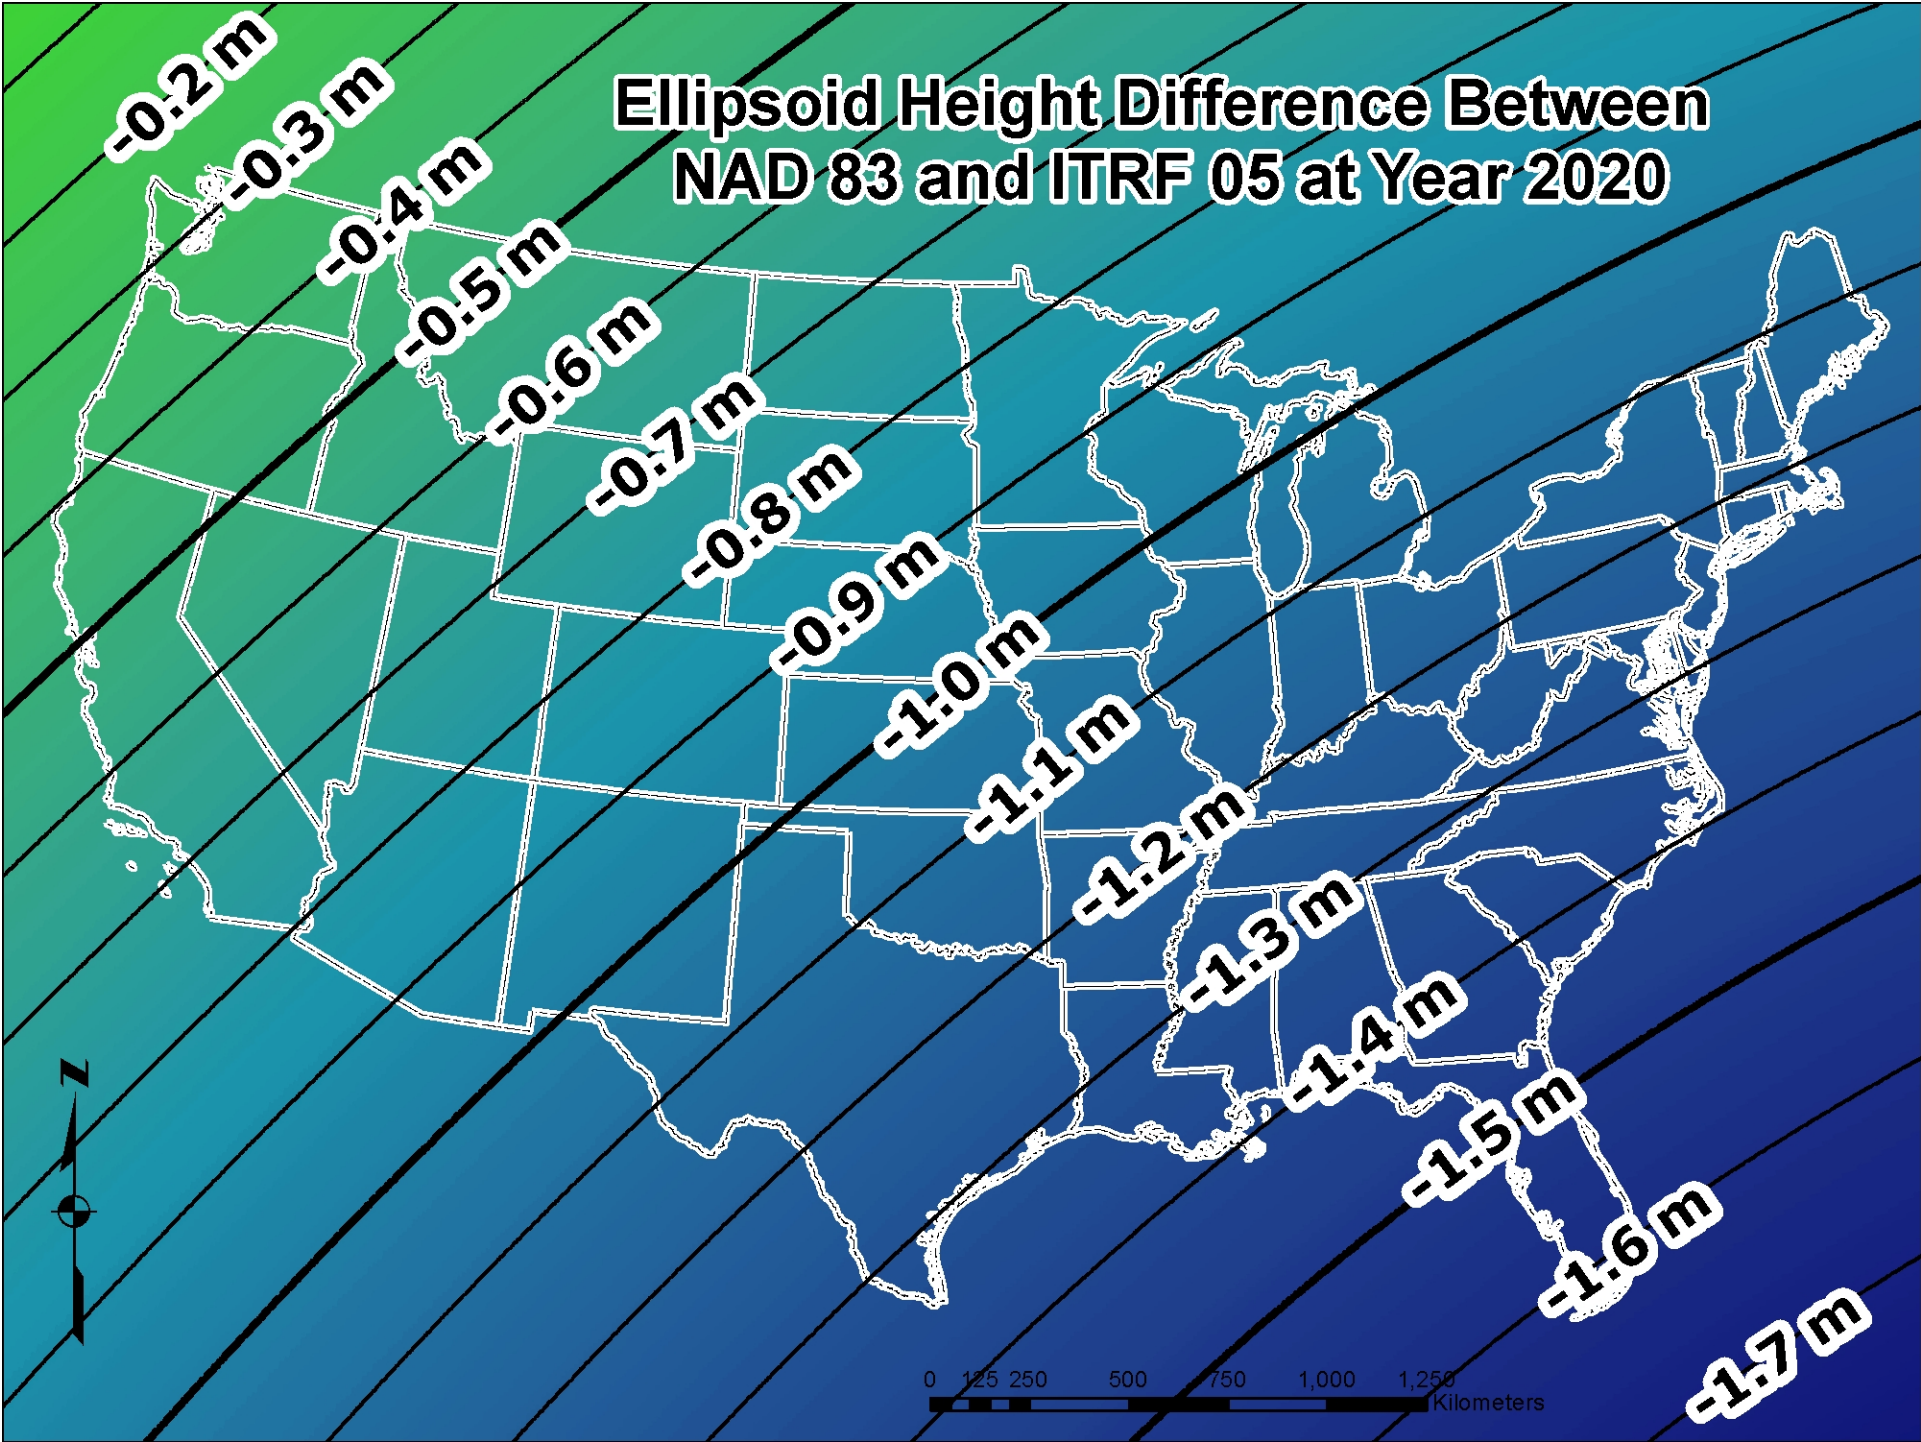 Ellipsoid Height Difference Between
NAD 83 and ITRF 05 at Year 2020
-0.2 m
-0.3 m
-0.4 m
-0.5 m
-0.6 m
-0.7 m
-0.8 m
-0.9 m
-1.0 m
-1.1 m
-1.2 m
-1.3 m
-1.4 m
-1.5 m
-1.6 m
-1.7 m
N
0 125 250 500 750 1,000 1,250
Kilometers